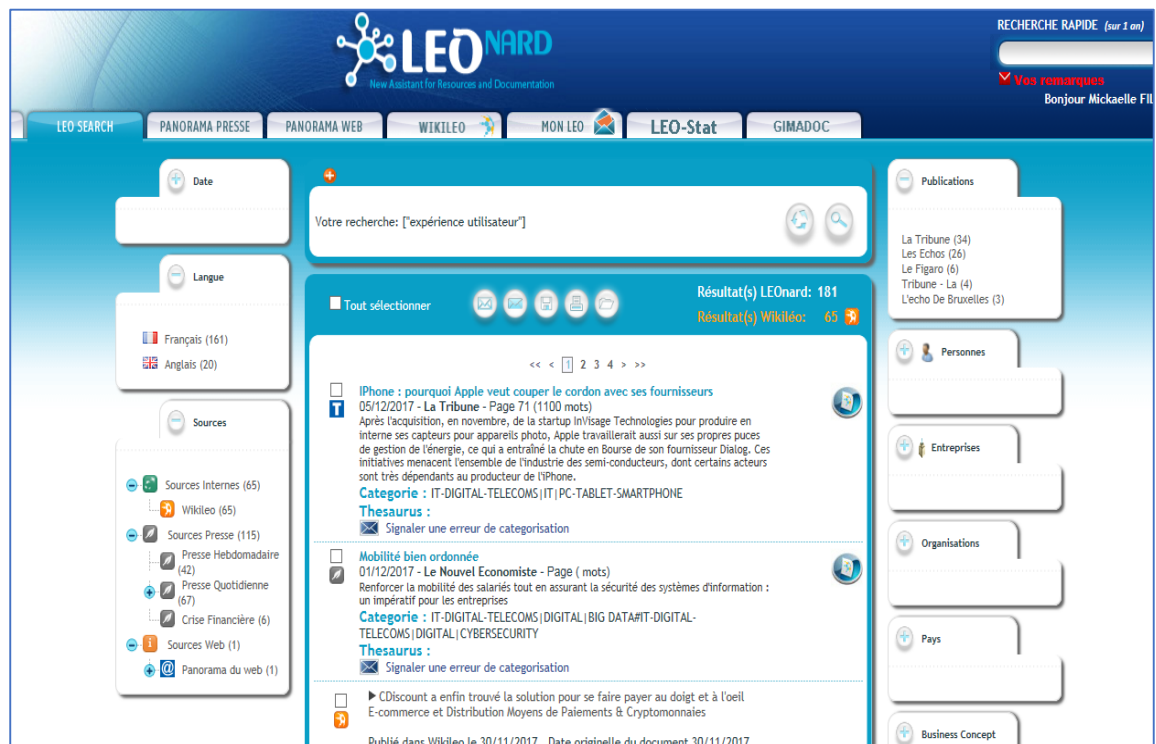 RECHERCHE RAPIDE (sur 1 an)
LEONARD
New Assistant for Resources and Documentation
Vos remarques
Bonjour Mickaelle FIL
LEO SEARCH
PANORAMA PRESSE
PANORAMA WEB
WIKILEO
MON LEO
LEO-Stat
GIMADOC
Date
Langue
Français (161)
Anglais (20)
Sources
Sources Internes (65)
Wikileo (65)
Sources Presse (115)
Presse Hebdomadaire
(42)
Presse Quotidienne
(67)
Crise Financière (6)
Sources Web (1)
Panorama du web (1)
Votre recherche: ["expérience utilisateur"]
Tout sélectionner
Résultat(s) LEOnard: 181
Résultat(s) Wikiléo: 65
<< < 1 2 3 4 > >>
IPhone : pourquoi Apple veut couper le cordon avec ses fournisseurs
05/12/2017 - La Tribune - Page 71 (1100 mots)
Après l'acquisition, en novembre, de la startup InVisage Technologies pour produire en
interne ses capteurs pour appareils photo, Apple travaillerait aussi sur ses propres puces
de gestion de l'énergie, ce qui a entraîné la chute en Bourse de son fournisseur Dialog. Ces
initiatives menacent l'ensemble de l'industrie des semi-conducteurs, dont certains acteurs
sont très dépendants au producteur de l'iPhone.
Categorie : IT-DIGITAL-TELECOMS|IT|PC-TABLET-SMARTPHONE
Thesaurus :
Signaler une erreur de categorisation
Mobilité bien ordonnée
01/12/2017 - Le Nouvel Economiste - Page ( mots)
Renforcer la mobilité des salariés tout en assurant la sécurité des systèmes d'information :
un impératif pour les entreprises
Categorie : IT-DIGITAL-TELECOMS|DIGITAL|BIG DATA#IT-DIGITAL-
TELECOMS|DIGITAL|CYBERSECURITY
Thesaurus :
Signaler une erreur de categorisation
CDiscount a enfin trouvé la solution pour se faire payer au doigt et à l'oeil
E-commerce et Distribution Moyens de Paiements & Cryptomonnaies
Publié dans Wikileo le 30/11/2017 Date originelle du document 30/11/2017
Publications
La Tribune (34)
Les Echos (26)
Le Figaro (6)
Tribune - La (4)
L'echo De Bruxelles (3)
Personnes
Entreprises
Organisations
Pays
Business Concept